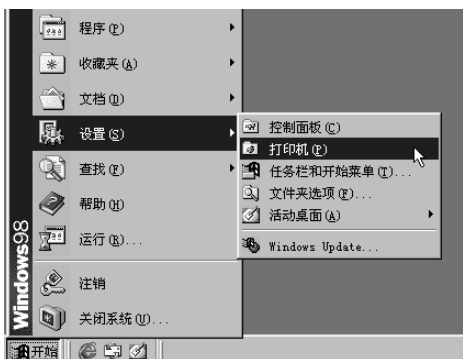 程序(P)
收藏夹(A)
文档(D)
设置(S)
查找(F)
帮助(H)
运行(R)...
注销
关闭系统(U)...
控制面板(C)
打印机(P)
任务栏和开始菜单(T)...
文件夹选项(F)...
活动桌面(A)
Windows Update...
Windows98
开始